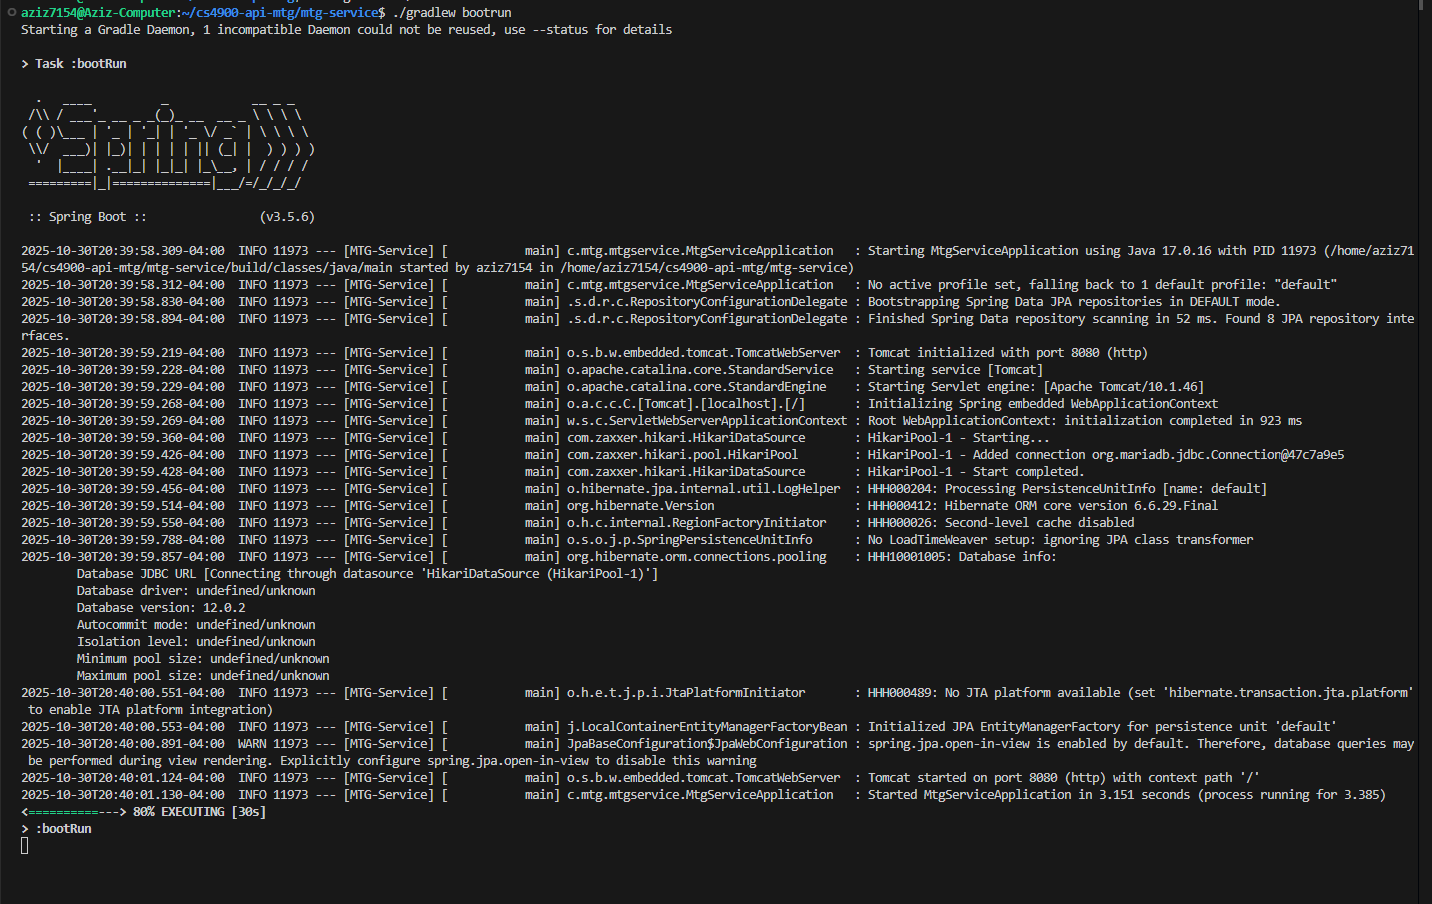 aziz7154@Aziz-Computer:~/cs4900-api-mtg/mtg-service$ ./gradlew bootrun
Starting a Gradle Daemon, 1 incompatible Daemon could not be reused, use --status for details
> Task :bootRun
  .   ____          _            __ _ _
 /\\ / ___'_ __ _ _(_)_ __  __ _ \ \ \ \
( ( )\___ | '_ | '_| | '_ \/ _` | \ \ \ \
 \\/  ___)| |_)| | | | | || (_| |  ) ) ) )
  '  |____| .__|_| |_|_| |_\__, | / / / /
 =========|_|==============|___/=/_/_/_/
 :: Spring Boot ::                (v3.5.6)
2025-10-30T20:39:58.309-04:00  INFO 11973 --- [MTG-Service] [           main] c.mtg.mtgservice.MtgServiceApplication   : Starting MtgServiceApplication using Java 17.0.16 with PID 11973 (/home/aziz71
54/cs4900-api-mtg/mtg-service/build/classes/java/main started by aziz7154 in /home/aziz7154/cs4900-api-mtg/mtg-service)
2025-10-30T20:39:58.312-04:00  INFO 11973 --- [MTG-Service] [           main] c.mtg.mtgservice.MtgServiceApplication   : No active profile set, falling back to 1 default profile: "default"
2025-10-30T20:39:58.830-04:00  INFO 11973 --- [MTG-Service] [           main] .s.d.r.c.RepositoryConfigurationDelegate : Bootstrapping Spring Data JPA repositories in DEFAULT mode.
2025-10-30T20:39:58.894-04:00  INFO 11973 --- [MTG-Service] [           main] .s.d.r.c.RepositoryConfigurationDelegate : Finished Spring Data repository scanning in 52 ms. Found 8 JPA repository inte
rfaces.
2025-10-30T20:39:59.219-04:00  INFO 11973 --- [MTG-Service] [           main] o.s.b.w.embedded.tomcat.TomcatWebServer  : Tomcat initialized with port 8080 (http)
2025-10-30T20:39:59.228-04:00  INFO 11973 --- [MTG-Service] [           main] o.apache.catalina.core.StandardService   : Starting service [Tomcat]
2025-10-30T20:39:59.229-04:00  INFO 11973 --- [MTG-Service] [           main] o.apache.catalina.core.StandardEngine    : Starting Servlet engine: [Apache Tomcat/10.1.46]
2025-10-30T20:39:59.268-04:00  INFO 11973 --- [MTG-Service] [           main] o.a.c.c.C.[Tomcat].[localhost].[/]       : Initializing Spring embedded WebApplicationContext
2025-10-30T20:39:59.269-04:00  INFO 11973 --- [MTG-Service] [           main] w.s.c.ServletWebServerApplicationContext : Root WebApplicationContext: initialization completed in 923 ms
2025-10-30T20:39:59.360-04:00  INFO 11973 --- [MTG-Service] [           main] com.zaxxer.hikari.HikariDataSource       : HikariPool-1 - Starting...
2025-10-30T20:39:59.426-04:00  INFO 11973 --- [MTG-Service] [           main] com.zaxxer.hikari.pool.HikariPool        : HikariPool-1 - Added connection org.mariadb.jdbc.Connection@47c7a9e5
2025-10-30T20:39:59.428-04:00  INFO 11973 --- [MTG-Service] [           main] com.zaxxer.hikari.HikariDataSource       : HikariPool-1 - Start completed.
2025-10-30T20:39:59.456-04:00  INFO 11973 --- [MTG-Service] [           main] o.hibernate.jpa.internal.util.LogHelper  : HHH000204: Processing PersistenceUnitInfo [name: default]
2025-10-30T20:39:59.514-04:00  INFO 11973 --- [MTG-Service] [           main] org.hibernate.Version                    : HHH000412: Hibernate ORM core version 6.6.29.Final
2025-10-30T20:39:59.550-04:00  INFO 11973 --- [MTG-Service] [           main] o.h.c.internal.RegionFactoryInitiator    : HHH000026: Second-level cache disabled
2025-10-30T20:39:59.788-04:00  INFO 11973 --- [MTG-Service] [           main] o.s.o.j.p.SpringPersistenceUnitInfo      : No LoadTimeWeaver setup: ignoring JPA class transformer
2025-10-30T20:39:59.857-04:00  INFO 11973 --- [MTG-Service] [           main] org.hibernate.orm.connections.pooling    : HHH10001005: Database info:
        Database JDBC URL [Connecting through datasource 'HikariDataSource (HikariPool-1)']
        Database driver: undefined/unknown
        Database version: 12.0.2
        Autocommit mode: undefined/unknown
        Isolation level: undefined/unknown
        Minimum pool size: undefined/unknown
        Maximum pool size: undefined/unknown
2025-10-30T20:40:00.551-04:00  INFO 11973 --- [MTG-Service] [           main] o.h.e.t.j.p.i.JtaPlatformInitiator       : HHH000489: No JTA platform available (set 'hibernate.transaction.jta.platform'
 to enable JTA platform integration)
2025-10-30T20:40:00.553-04:00  INFO 11973 --- [MTG-Service] [           main] j.LocalContainerEntityManagerFactoryBean : Initialized JPA EntityManagerFactory for persistence unit 'default'
2025-10-30T20:40:00.891-04:00  WARN 11973 --- [MTG-Service] [           main] JpaBaseConfiguration$JpaWebConfiguration : spring.jpa.open-in-view is enabled by default. Therefore, database queries may
 be performed during view rendering. Explicitly configure spring.jpa.open-in-view to disable this warning
2025-10-30T20:40:01.124-04:00  INFO 11973 --- [MTG-Service] [           main] o.s.b.w.embedded.tomcat.TomcatWebServer  : Tomcat started on port 8080 (http) with context path '/'
2025-10-30T20:40:01.130-04:00  INFO 11973 --- [MTG-Service] [           main] c.mtg.mtgservice.MtgServiceApplication   : Started MtgServiceApplication in 3.151 seconds (process running for 3.385)
<==========---> 80% EXECUTING [30s]
> :bootRun